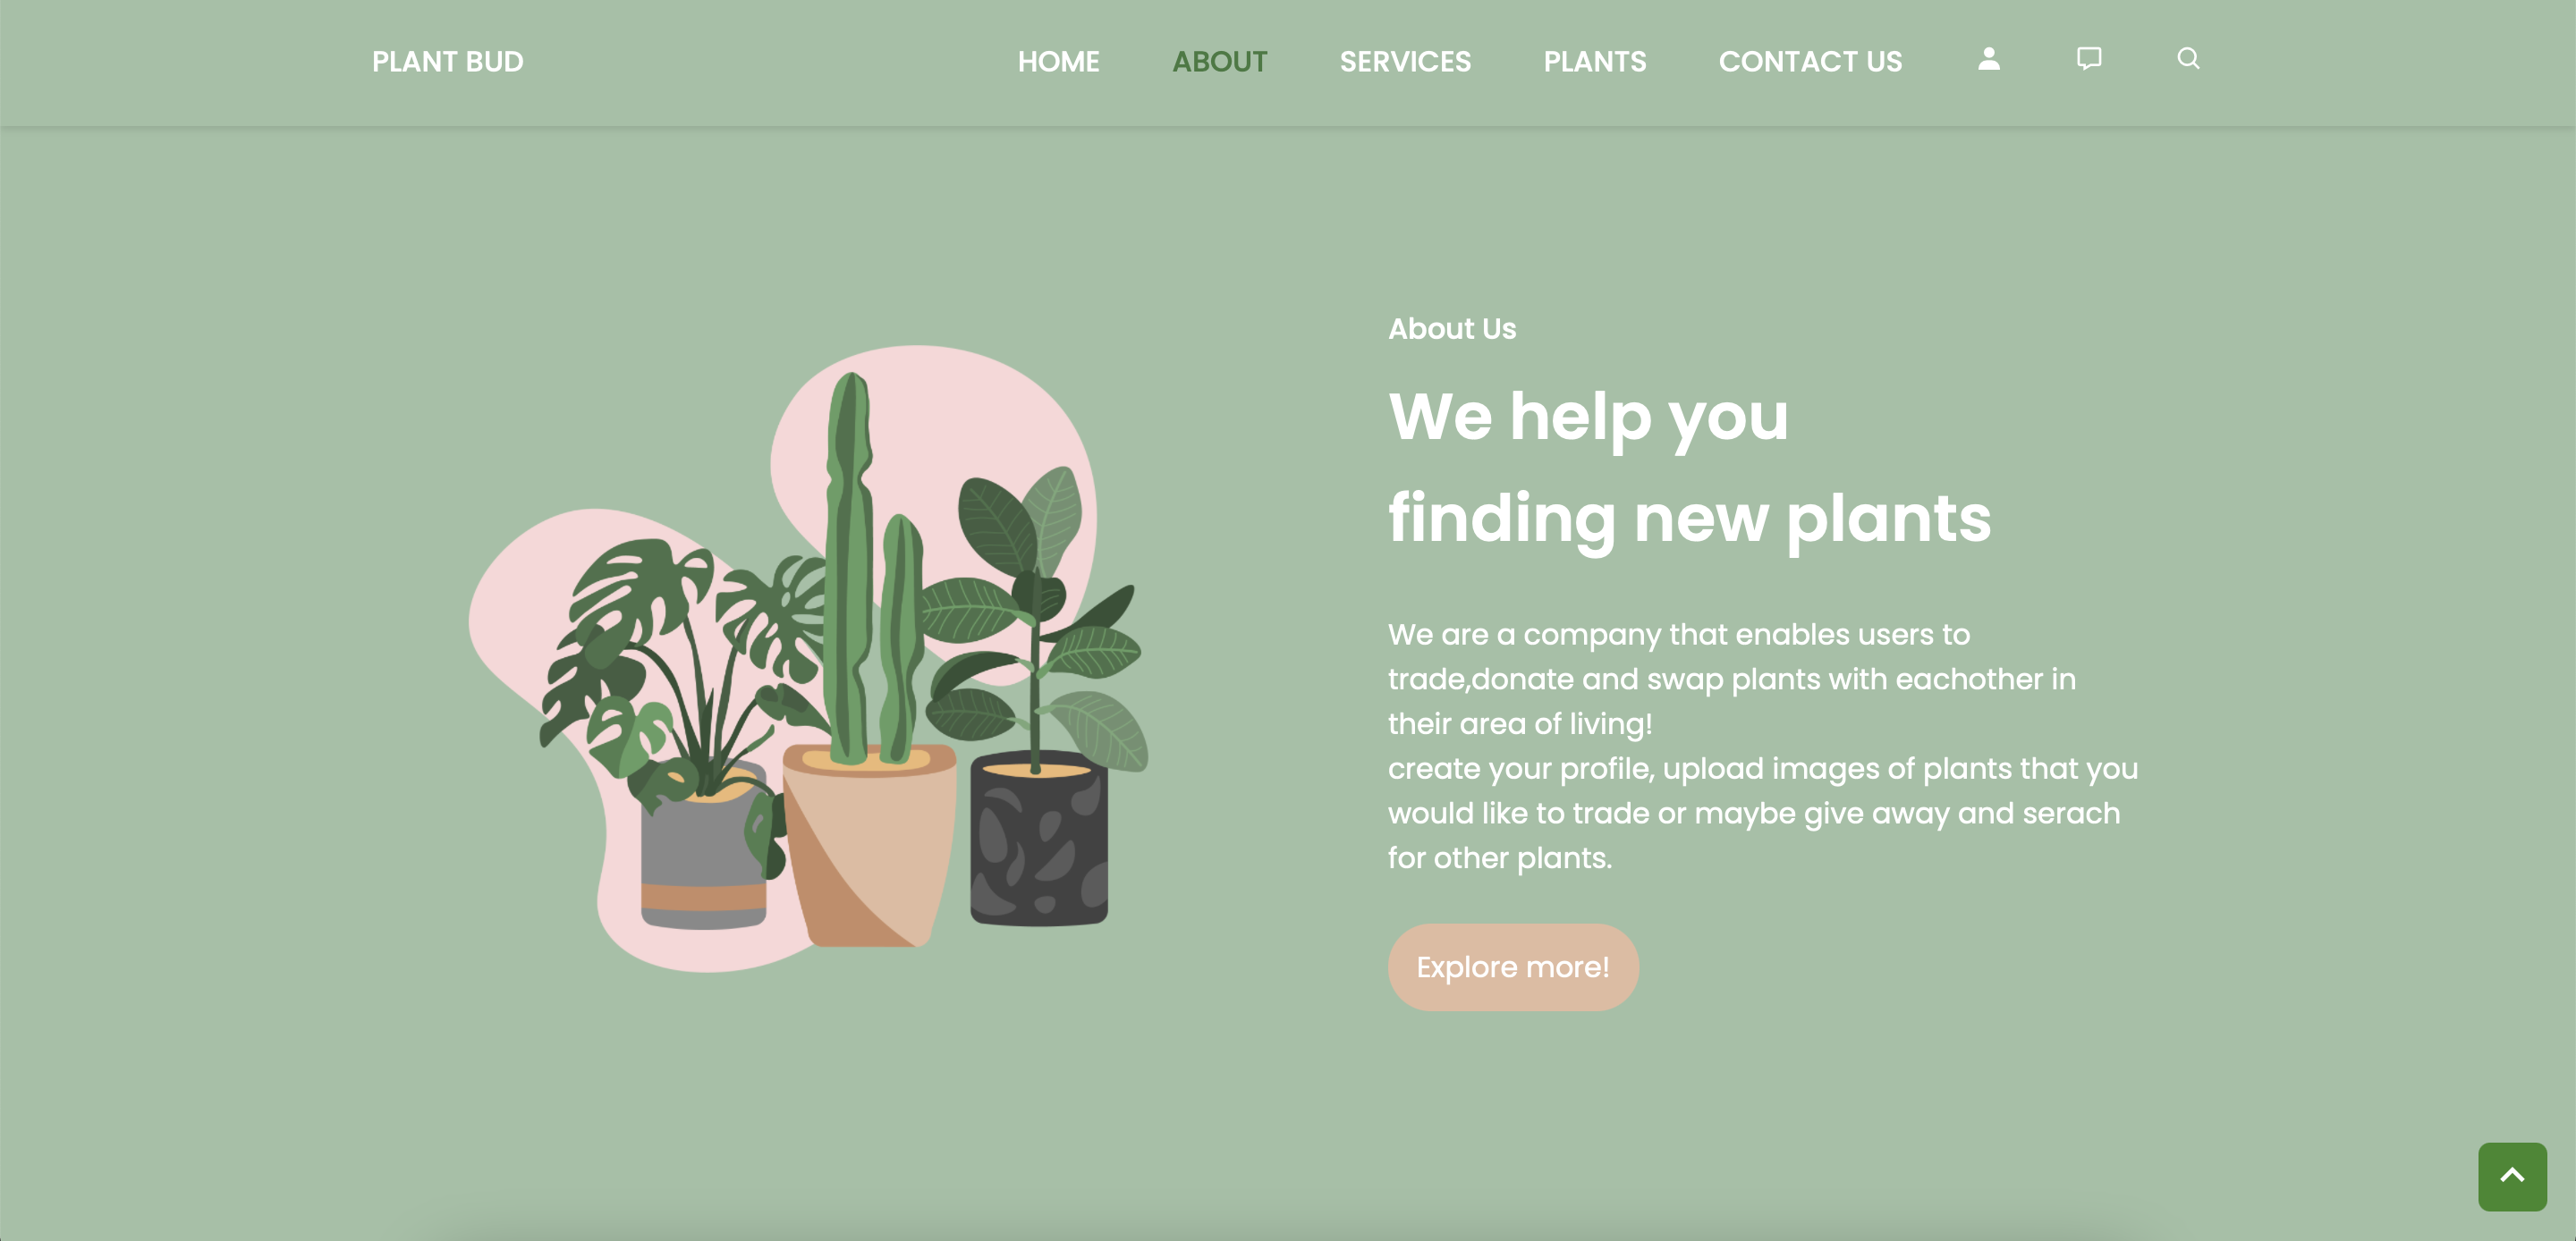 PLANT BUD
HOME ABOUT SERVICES PLANTS CONTACT US
About Us
We help you
finding new plants
We are a company that enables users to
trade,donate and swap plants with eachother in
their area of living!
create your profile, upload images of plants that you
would like to trade or maybe give away and serach
for other plants.
Explore more!